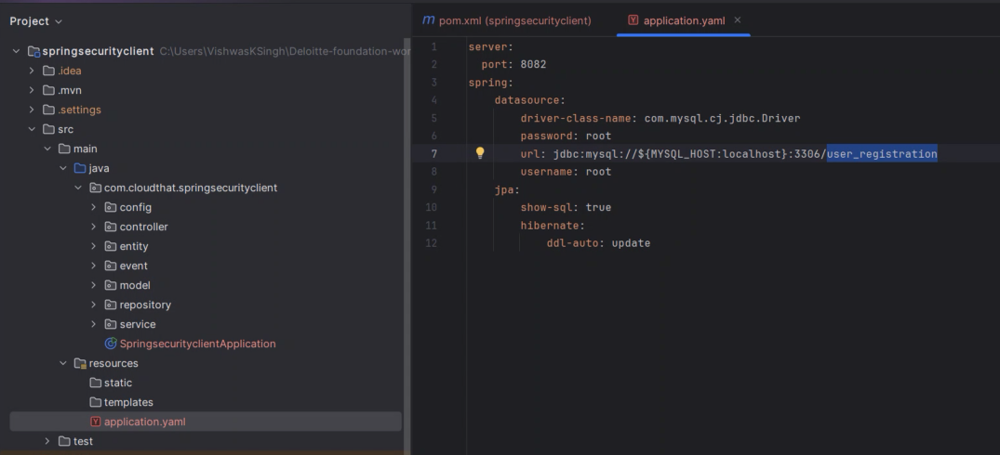 Project
springsecurityclient C:\Users\VishwasKSingh\Deloitte-foundation-wor
.idea
.mvn
.settings
src
main
java
com.cloudthat.springsecurityclient
config
controller
entity
event
model
repository
service
SpringsecurityclientApplication
resources
static
templates
application.yaml
test
pom.xml (springsecurityclient) application.yaml
1 server:
2   port: 8082
3 spring:
4     datasource:
5         driver-class-name: com.mysql.cj.jdbc.Driver
6         password: root
7         url: jdbc:mysql://${MYSQL_HOST:localhost}:3306/user_registration
8         username: root
9     jpa:
10         show-sql: true
11         hibernate:
12             ddl-auto: update